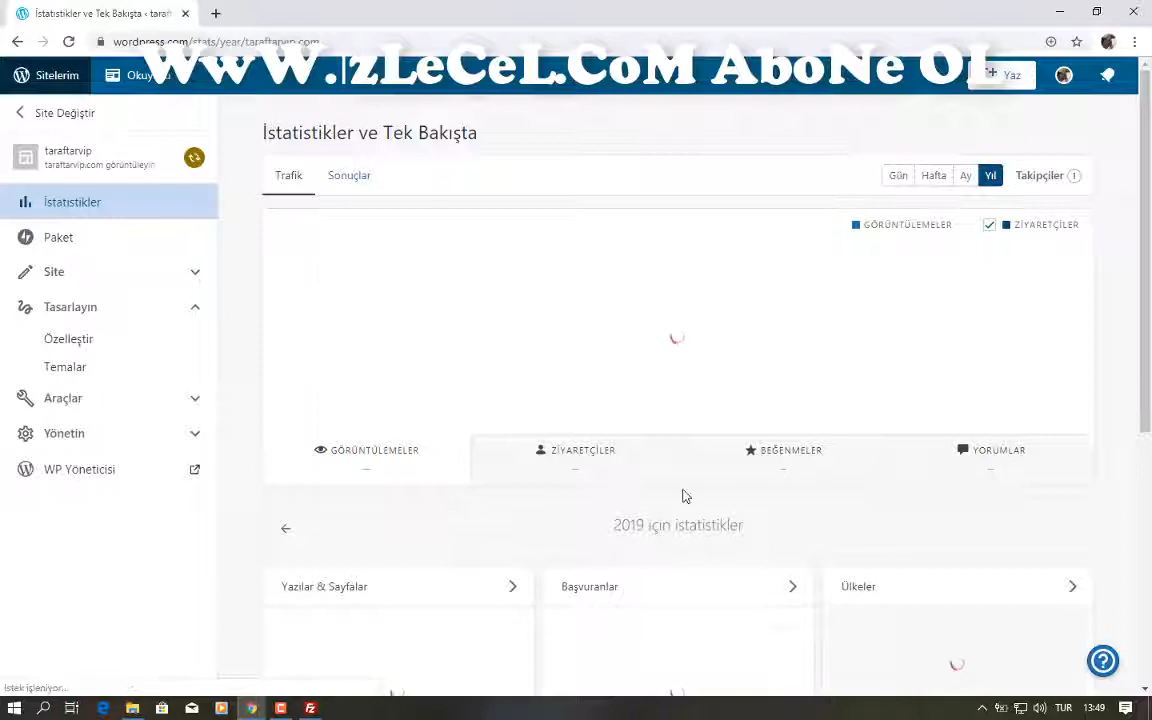 İstatistikler ve Tek Bakışta ‹ taraft
wordpress.com/stats/year/taraftarvip.com
WwW.İzLeCeL.CoM AboNe OL
Sitelerim
Yaz
Site Değiştir
İstatistikler ve Tek Bakışta
taraftarvip
taraftarvip.com görüntüleyin
Trafik Sonuçlar Gün Hafta Ay Yıl Takipçiler 1
İstatistikler
GÖRÜNTÜLEMELER ZİYARETÇİLER
Paket
Site
Tasarlayın
Özelleştir
Temalar
Araçlar
Yönetin
GÖRÜNTÜLEMELER ZİYARETÇİLER BEĞENMELER YORUMLAR
WP Yöneticisi
2019 için istatistikler
Yazılar & Sayfalar Başvuranlar Ülkeler
İstek işleniyor...
TUR 13:49